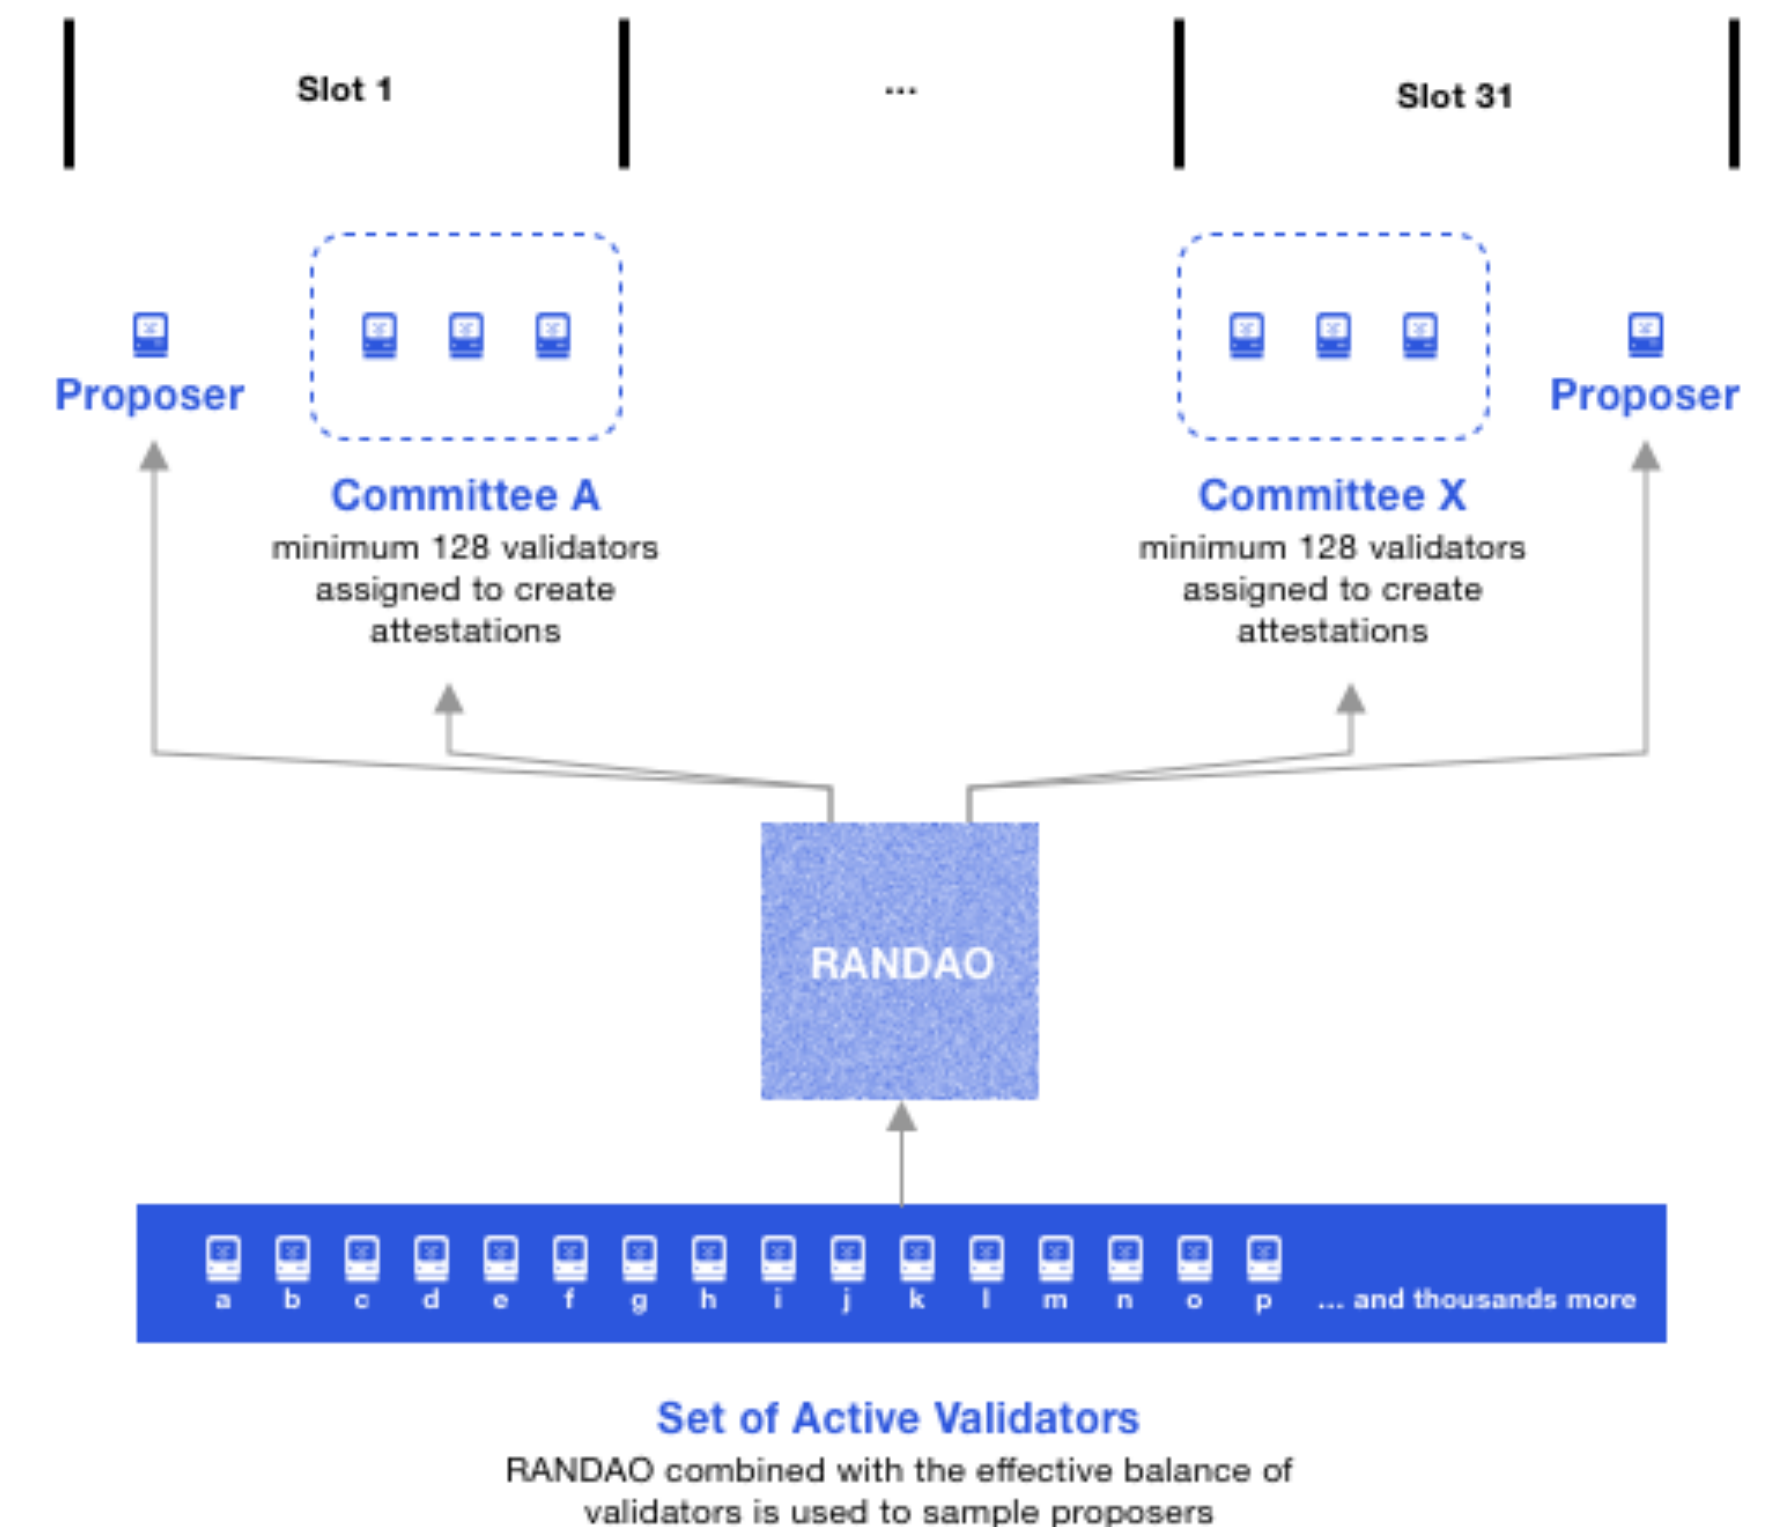 Slot 1
...
Slot 31
Proposer
Committee A
minimum 128 validators
assigned to create
attestations
Committee X
minimum 128 validators
assigned to create
attestations
Proposer
RANDAO
a b c d e f g h i j k l m n o p ... and thousands more
Set of Active Validators
RANDAO combined with the effective balance of
validators is used to sample proposers